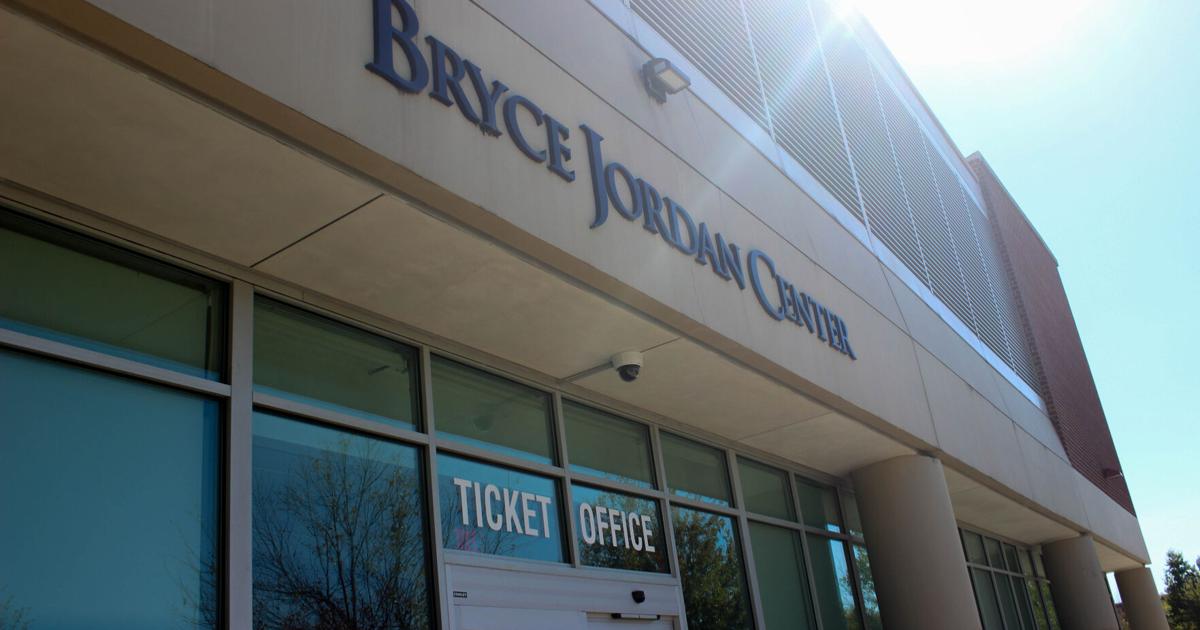 BRYCE JORDAN CENTER
TICKET OFFICE